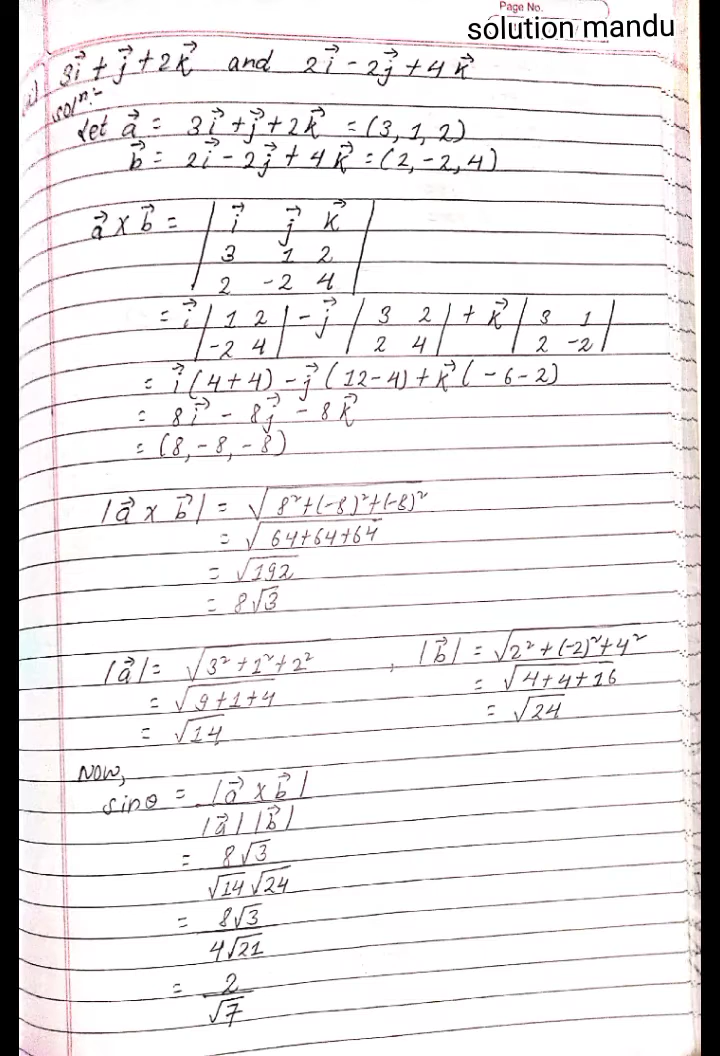 Page No.
solution mandu
i) 3i⃗ + j⃗ + 2k⃗ and 2i⃗ - 2j⃗ + 4k⃗
solⁿ:-
Let a⃗ = 3i⃗ + j⃗ + 2k⃗ = (3, 1, 2)
b⃗ = 2i⃗ - 2j⃗ + 4k⃗ = (2, -2, 4)
a⃗ x b⃗ = | i⃗ j⃗ k⃗ |
3 1 2
2 -2 4
= i⃗ | 1 2 | - j⃗ | 3 2 | + k⃗ | 3 1 |
| -2 4 | | 2 4 | | 2 -2 |
= i⃗ (4+4) - j⃗ (12-4) + k⃗ (-6-2)
= 8i⃗ - 8j⃗ - 8k⃗
= (8, -8, -8)
|a⃗ x b⃗| = √8²+(-8)²+(-8)²
= √64+64+64
= √192
= 8√3
|a⃗| = √3²+1²+2² , |b⃗| = √2²+(-2)²+4²
= √9+1+4 = √4+4+16
= √14 = √24
Now,
sinθ = |a⃗ x b⃗|
|a⃗| |b⃗|
= 8√3
√14 √24
= 8√3
4√21
= 2
√7